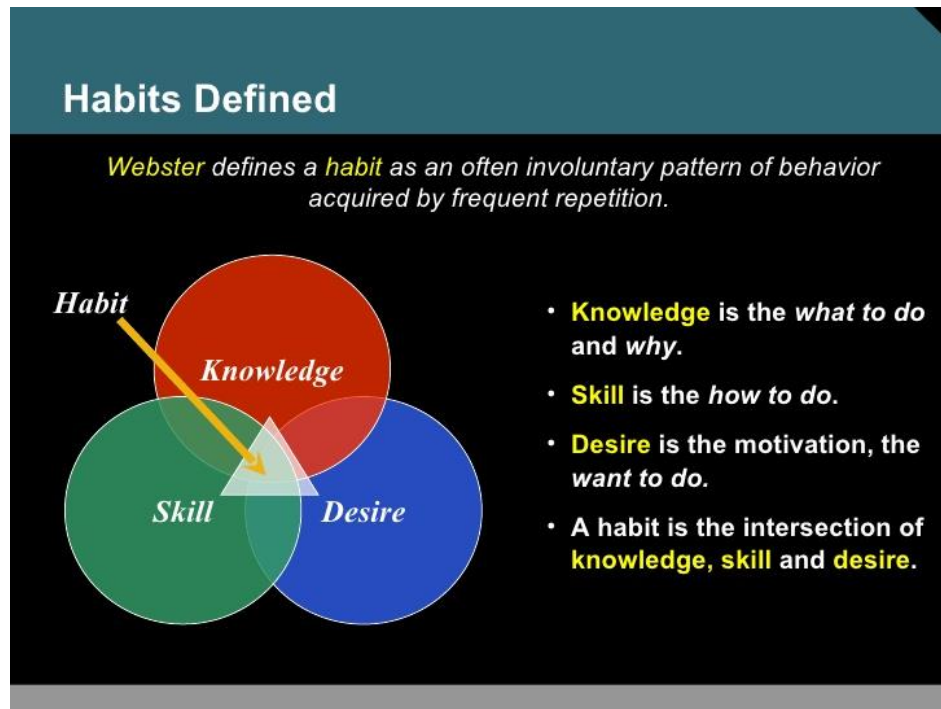 Habits Defined
Webster defines a habit as an often involuntary pattern of behavior
acquired by frequent repetition.
Habit
Knowledge
Skill
Desire
• Knowledge is the what to do
and why.
• Skill is the how to do.
• Desire is the motivation, the
want to do.
• A habit is the intersection of
knowledge, skill and desire.